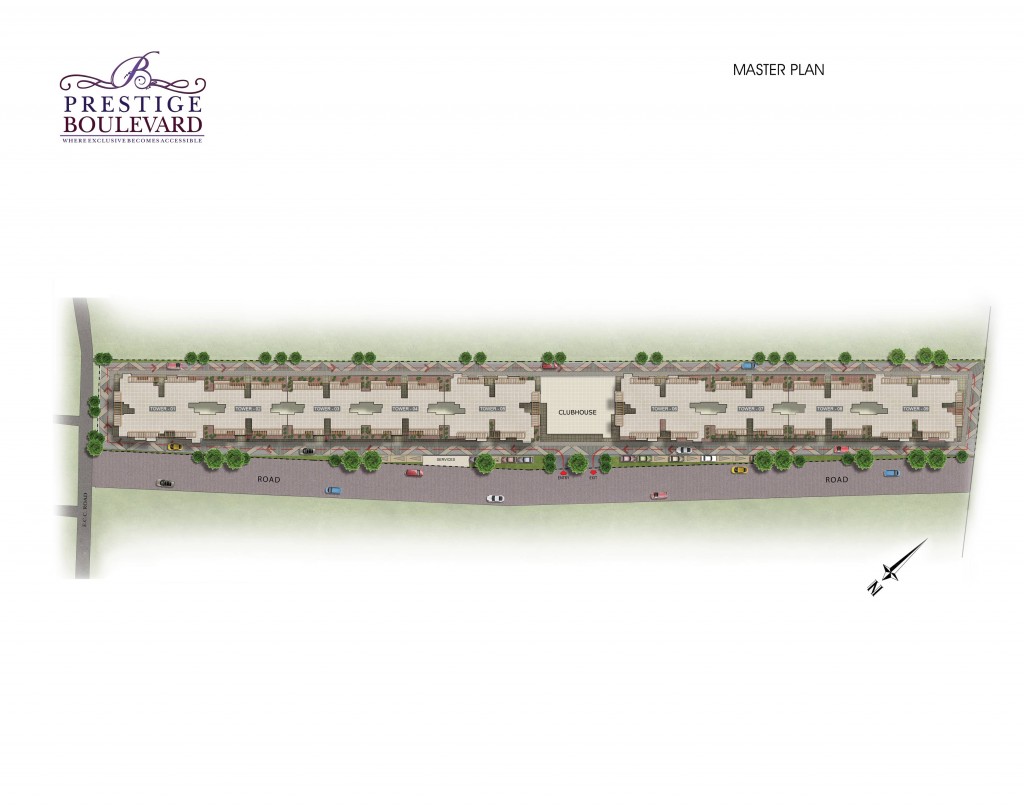 B
PRESTIGE
BOULEVARD
WHERE EXCLUSIVE BECOMES ACCESSIBLE
MASTER PLAN
TOWER - 01
TOWER - 02
TOWER - 03
TOWER - 04
TOWER - 05
CLUBHOUSE
TOWER - 06
TOWER - 07
TOWER - 08
TOWER - 09
SERVICES
ENTRY
EXIT
ROAD
ROAD
ROAD
N